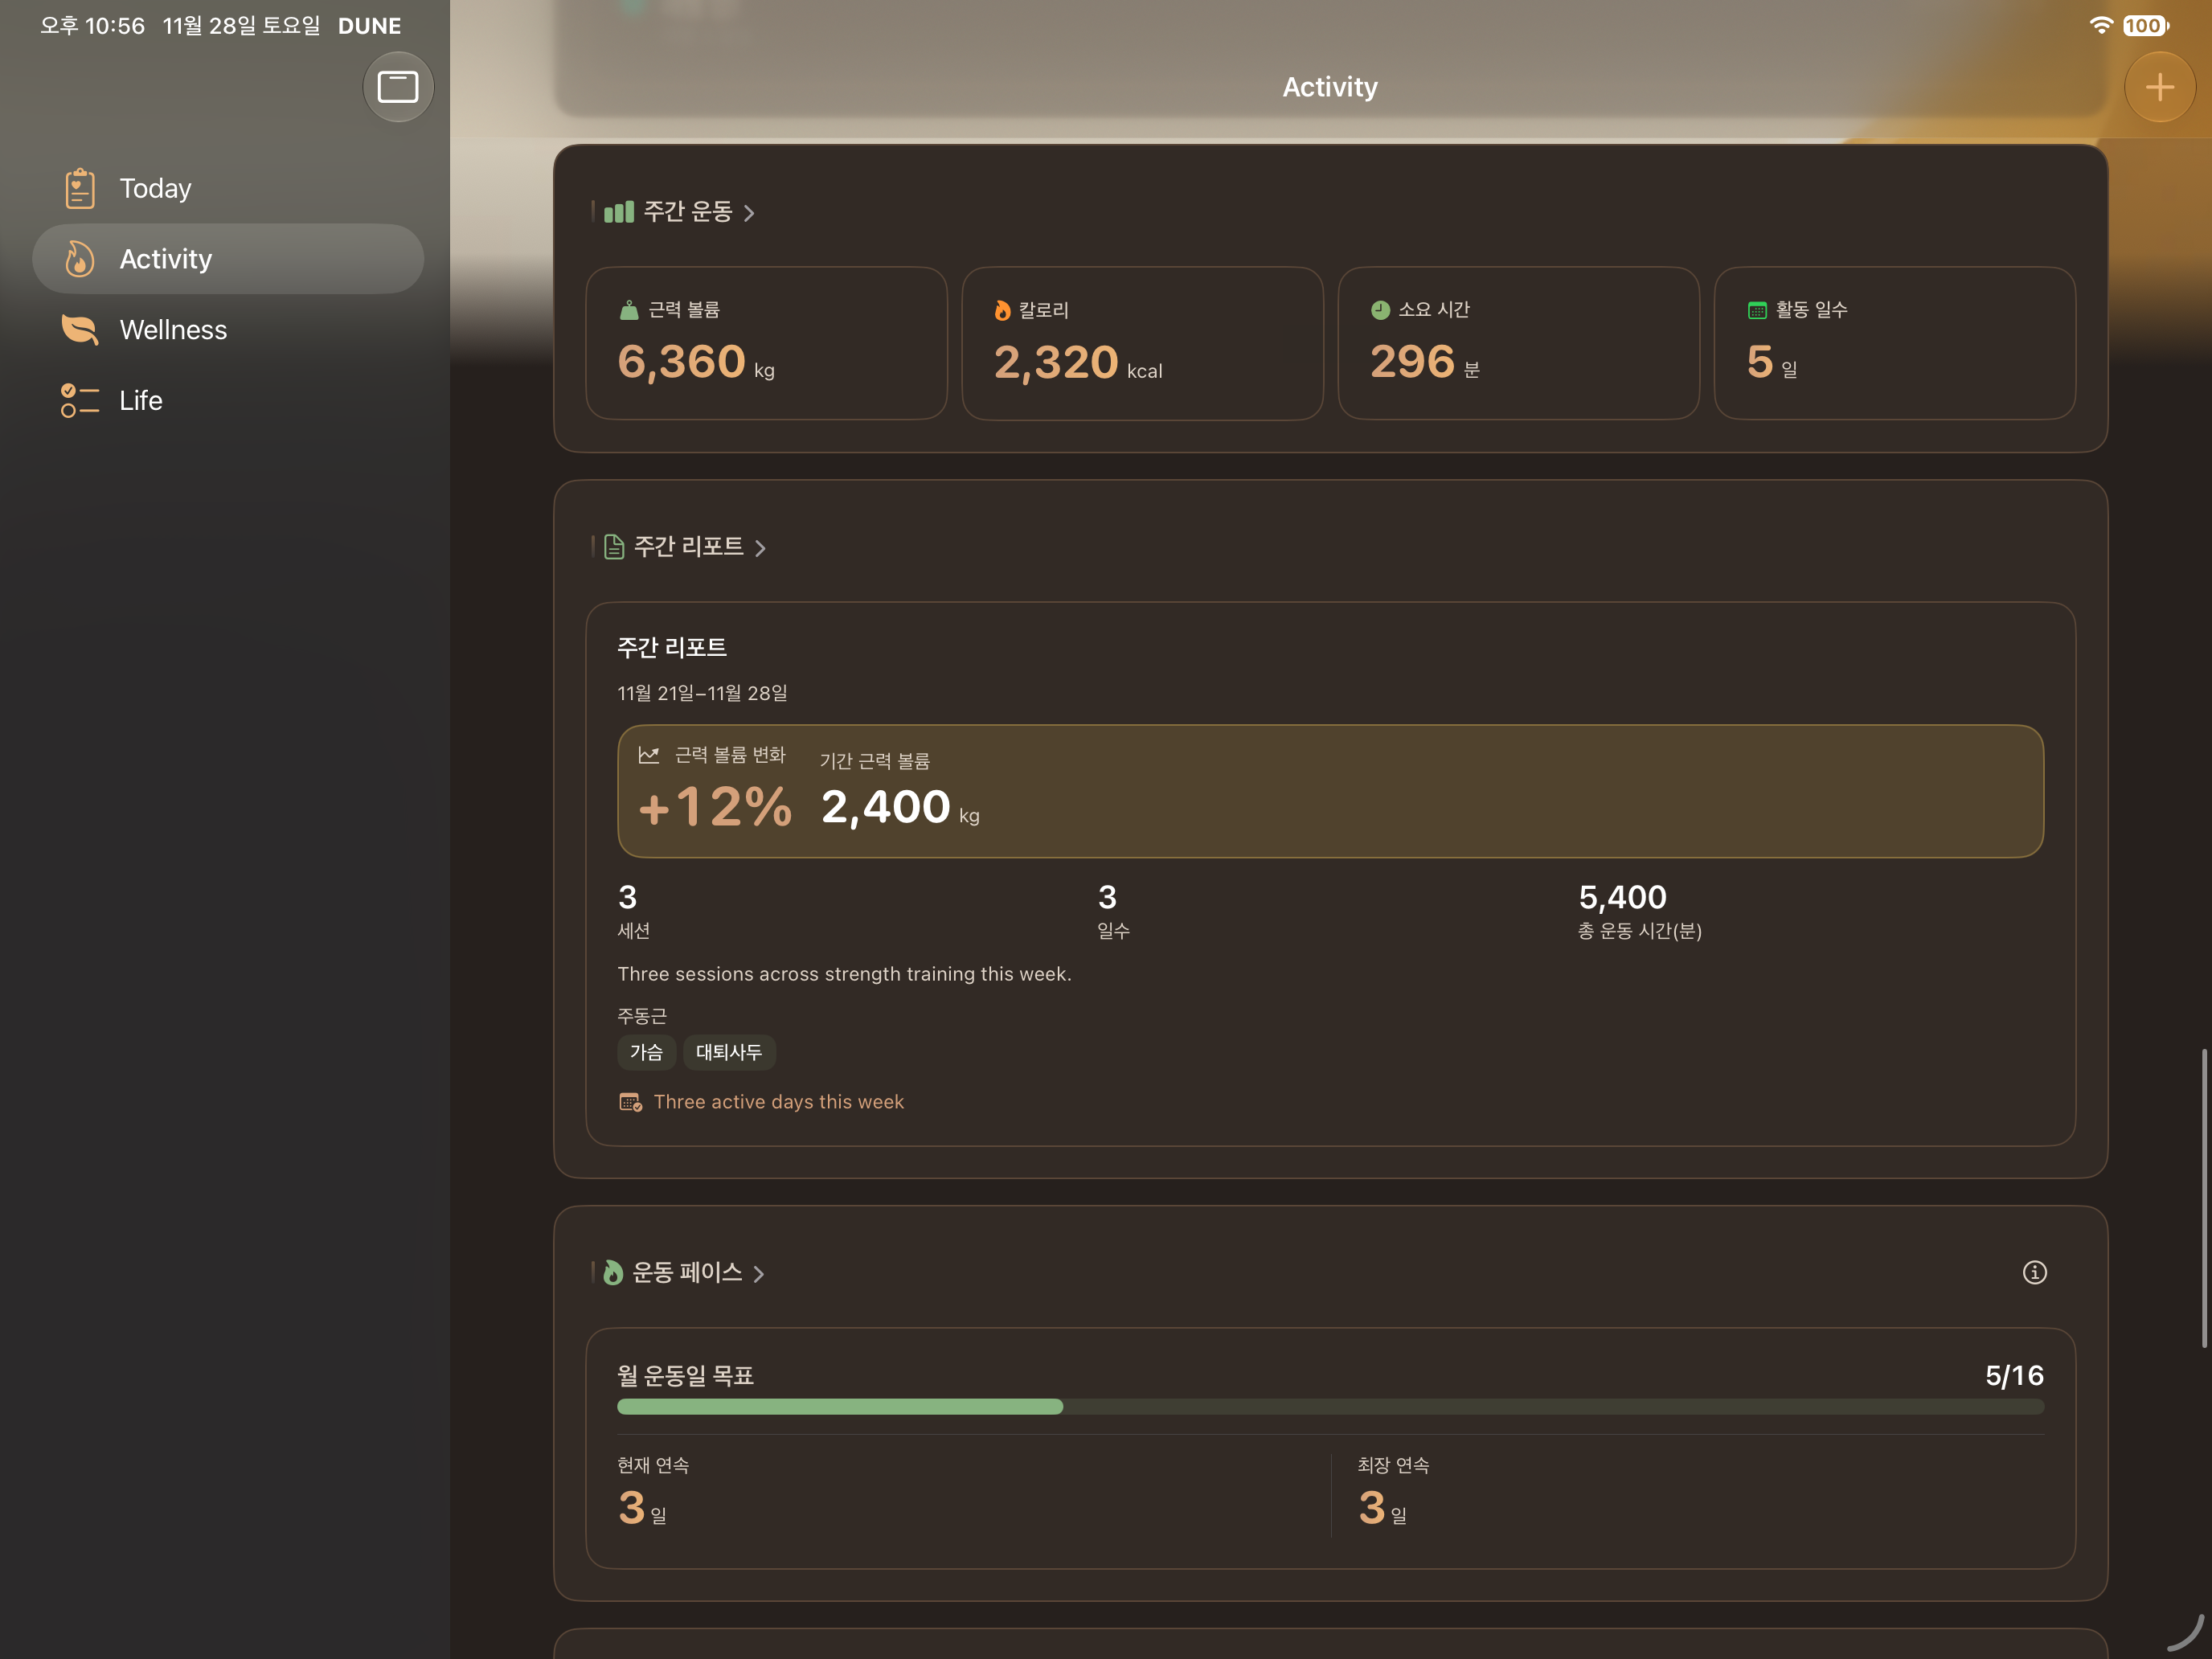 오후 10:56 11월 28일 토요일 DUNE
100
Activity
Today
Activity
Wellness
Life
주간 운동
근력 볼륨
6,360 kg
칼로리
2,320 kcal
소요 시간
296 분
활동 일수
5 일
주간 리포트
주간 리포트
11월 21일–11월 28일
근력 볼륨 변화
+12%
기간 근력 볼륨
2,400 kg
3
세션
3
일수
5,400
총 운동 시간(분)
Three sessions across strength training this week.
주동근
가슴 대퇴사두
Three active days this week
운동 페이스
월 운동일 목표 5/16
현재 연속
3 일
최장 연속
3 일